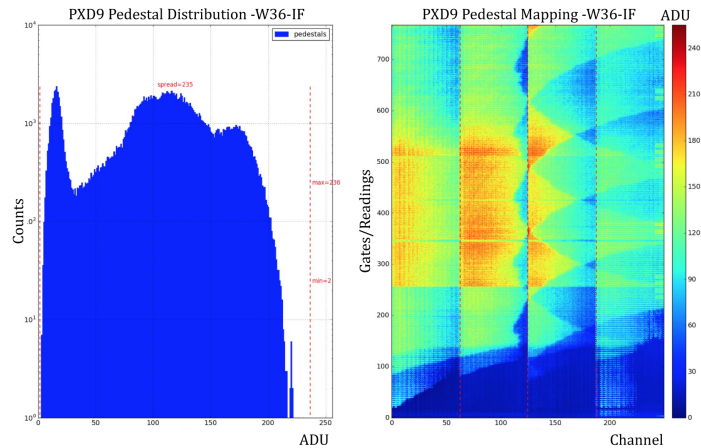 PXD9 Pedestal Distribution -W36-IF
pedestals
spread=235
max=236
min=2
Counts
10⁴
10³
10²
10¹
10⁰
0 50 100 150 200 250
ADU
PXD9 Pedestal Mapping -W36-IF
ADU
Gates/Readings
700
600
500
400
300
200
100
0
0 50 100 150 200
Channel
240
210
180
150
120
90
60
30
0